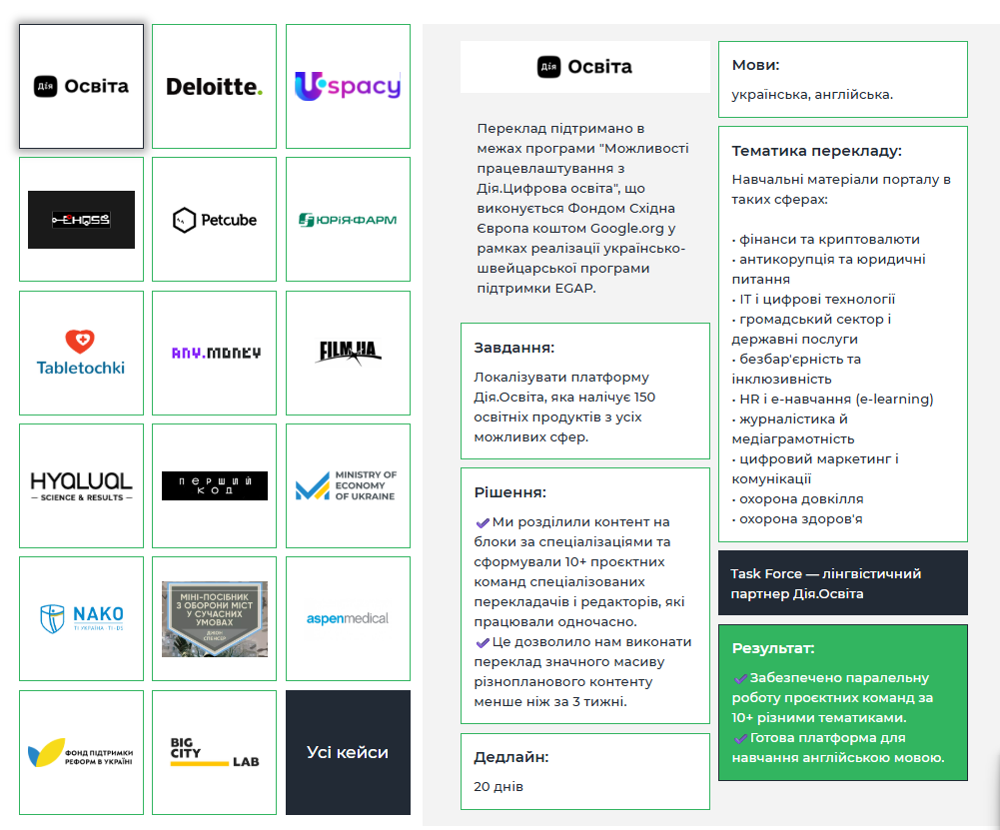 Дія Освіта
Deloitte.
Uspacy
EHOSS
Petcube
ЮРІЯ·ФАРМ
Tabletochki
ANY.MONEY
FILM.UA
HYALUAL
— SCIENCE & RESULTS —
ПЕРШИЙ
КОД
MINISTRY OF
ECONOMY
OF UKRAINE
NAKO
TI УКРАЇНА · TI-DS
МІНІ-ПОСІБНИК
З ОБОРОНИ МІСТ
У СУЧАСНИХ
УМОВАХ
ДЖОН
СПЕНСЕР
aspenmedical
ФОНД ПІДТРИМКИ
РЕФОРМ В УКРАЇНІ
BIG
CITY
LAB
Усі кейси
Дія Освіта
Переклад підтримано в
межах програми "Можливості
працевлаштування з
Дія.Цифрова освіта", що
виконується Фондом Східна
Європа коштом Google.org у
рамках реалізації українсько-
швейцарської програми
підтримки EGAP.
Завдання:
Локалізувати платформу
Дія.Освіта, яка налічує 150
освітніх продуктів з усіх
можливих сфер.
Рішення:
✔Ми розділили контент на
блоки за спеціалізаціями та
сформували 10+ проєктних
команд спеціалізованих
перекладачів і редакторів, які
працювали одночасно.
✔Це дозволило нам виконати
переклад значного масиву
різнопланового контенту
менше ніж за 3 тижні.
Дедлайн:
20 днів
Мови:
українська, англійська.
Тематика перекладу:
Навчальні матеріали порталу в
таких сферах:
• фінанси та криптовалюти
• антикорупція та юридичні
питання
• ІТ і цифрові технології
• громадський сектор і
державні послуги
• безбар'єрність та
інклюзивність
• HR і е-навчання (e-learning)
• журналістика й
медіаграмотність
• цифровий маркетинг і
комунікації
• охорона довкілля
• охорона здоров'я
Task Force — лінгвістичний
партнер Дія.Освіта
Результат:
✔Забезпечено паралельну
роботу проєктних команд за
10+ різними тематиками.
✔Готова платформа для
навчання англійською мовою.